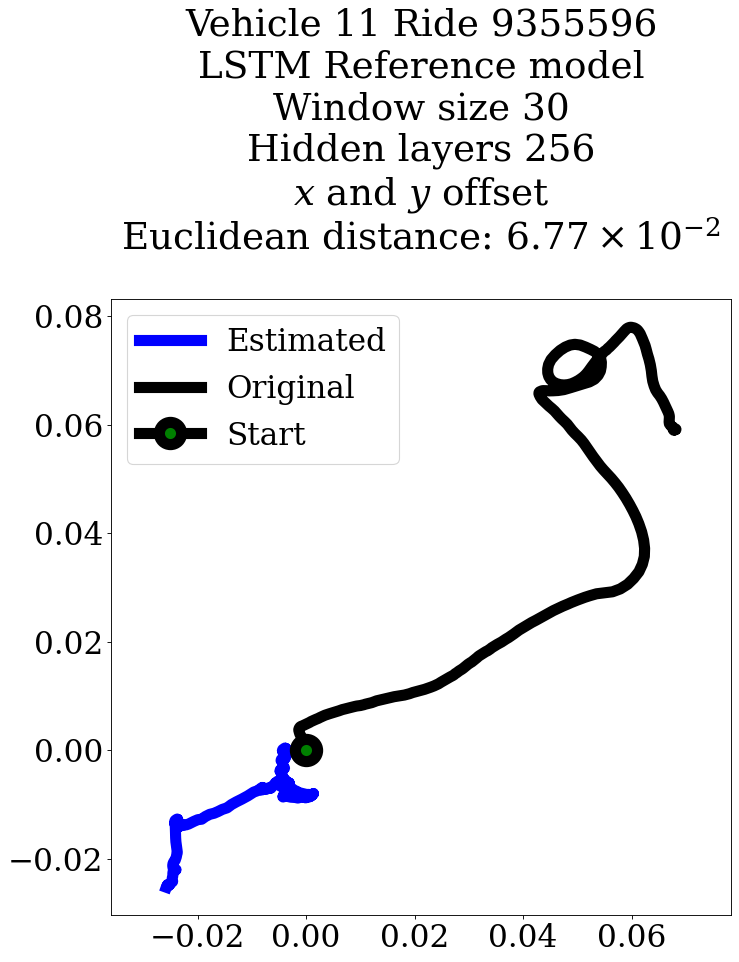 Vehicle 11 Ride 9355596
LSTM Reference model
Window size 30
Hidden layers 256
x and y offset
Euclidean distance: 6.77 × 10⁻²
Estimated
Original
Start
0.08
0.06
0.04
0.02
0.00
−0.02
−0.02 0.00 0.02 0.04 0.06